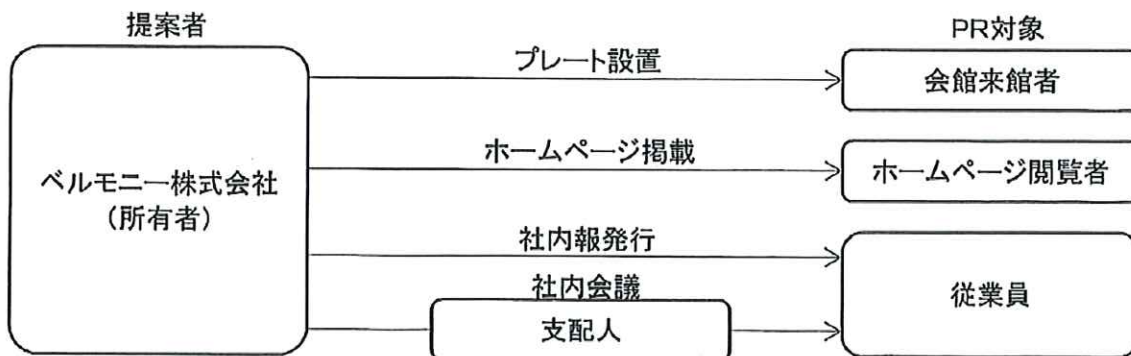 提案者
PR対象
プレート設置
会館来館者
ホームページ掲載
ホームページ閲覧者
ベルモニー株式会社
(所有者)
社内報発行
従業員
社内会議
支配人